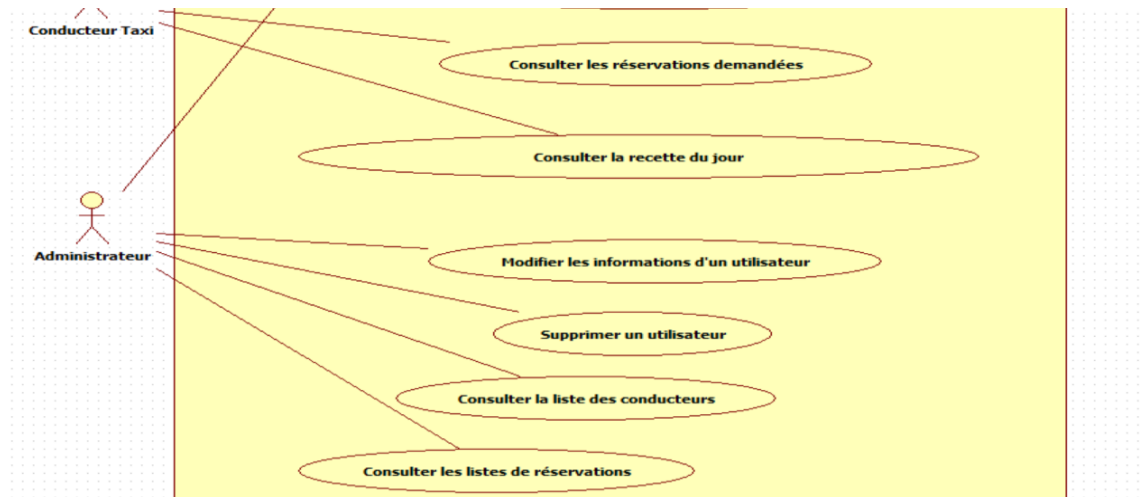 Conducteur Taxi
Consulter les réservations demandées
Consulter la recette du jour
Administrateur
Modifier les informations d'un utilisateur
Supprimer un utilisateur
Consulter la liste des conducteurs
Consulter les listes de réservations